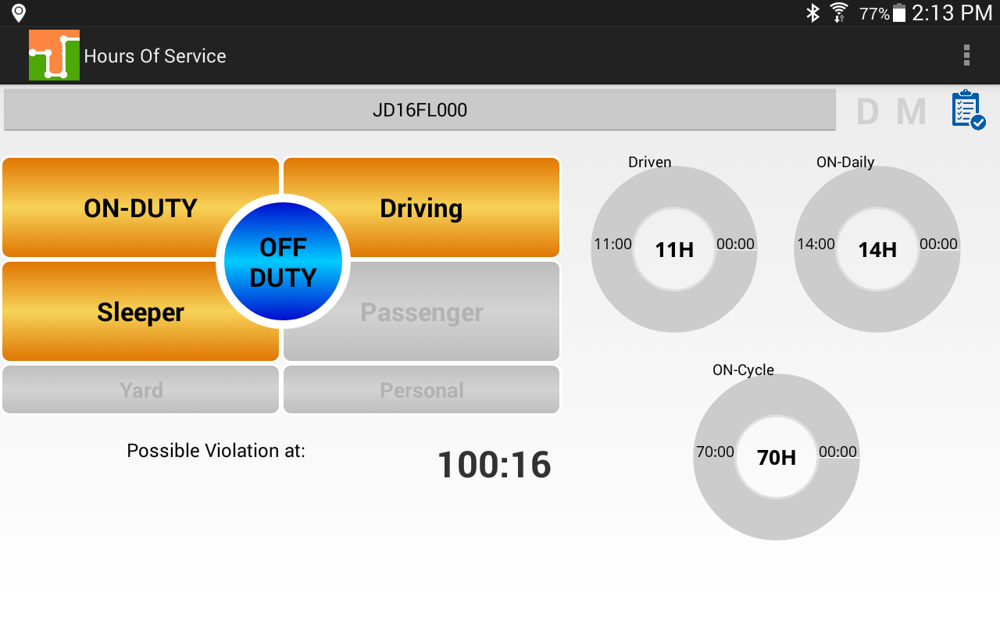 77% 2:13 PM
Hours Of Service
JD16FL000
D M
ON-DUTY
Driving
OFF
DUTY
Sleeper
Passenger
Yard
Personal
Possible Violation at:
100:16
Driven
11:00
11H
00:00
ON-Daily
14:00
14H
00:00
ON-Cycle
70:00
70H
00:00